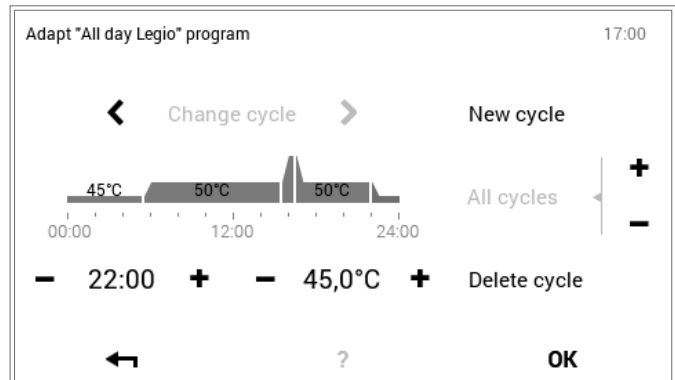 Adapt "All day Legio" program 17:00
Change cycle New cycle
45°C 50°C 50°C
All cycles
00:00 12:00 24:00
22:00 45,0°C Delete cycle
? OK